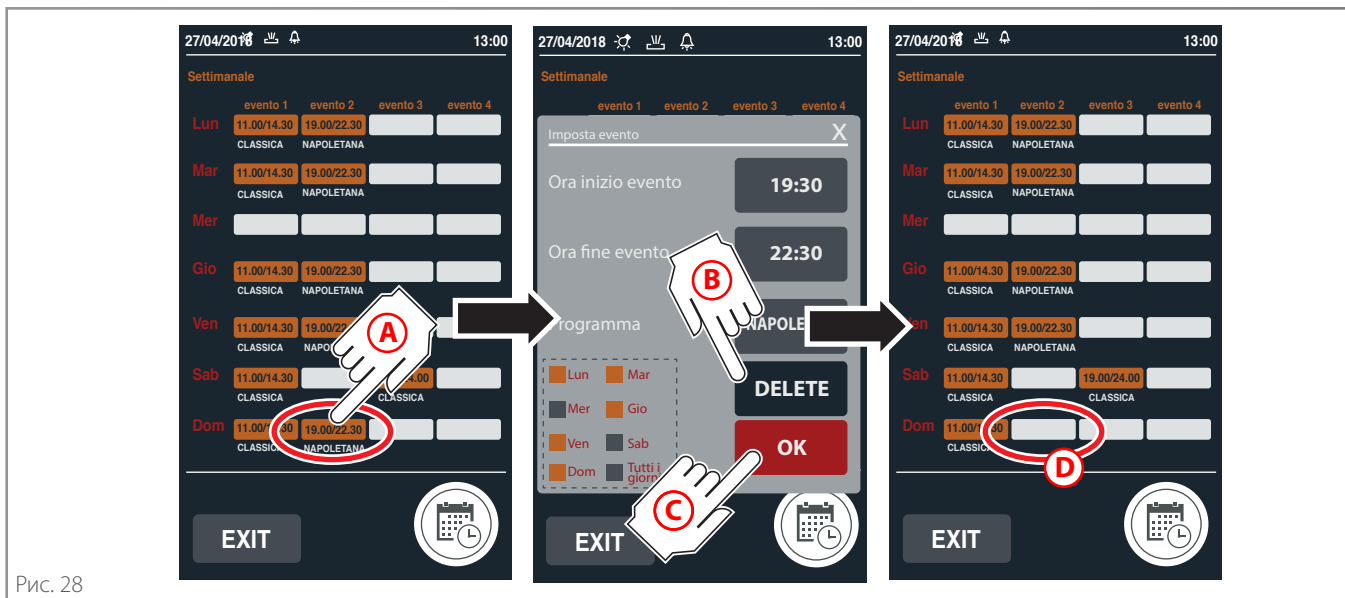 27/04/2018 13:00
Settimanale
evento 1 evento 2 evento 3 evento 4
Lun 11.00/14.30 19.00/22.30
CLASSICA NAPOLETANA
Mar 11.00/14.30 19.00/22.30
CLASSICA NAPOLETANA
Mer
Gio 11.00/14.30 19.00/22.30
CLASSICA NAPOLETANA
Ven 11.00/14.30
CLASSICA
A
Sab 11.00/14.30
CLASSICA CLASSICA
Dom 19.00/22.30
CLASSICA NAPOLETANA
EXIT
27/04/2018 13:00
Settimanale
evento 1 evento 2 evento 3 evento 4
Imposta evento X
Ora inizio evento 19:30
Ora fine evento 22:30
B
Programma
Lun Mar
DELETE
Mer Gio
Ven Sab
OK
Dom Tutti i
giorni
C
EXIT
27/04/2018 13:00
Settimanale
evento 1 evento 2 evento 3 evento 4
Lun 11.00/14.30 19.00/22.30
CLASSICA NAPOLETANA
Mar 11.00/14.30 19.00/22.30
CLASSICA NAPOLETANA
Mer
Gio 11.00/14.30 19.00/22.30
CLASSICA NAPOLETANA
Ven 11.00/14.30 19.00/22.30
CLASSICA NAPOLETANA
Sab 11.00/14.30 19.00/24.00
CLASSICA CLASSICA
Dom
CLASSICA
D
EXIT
Рис. 28